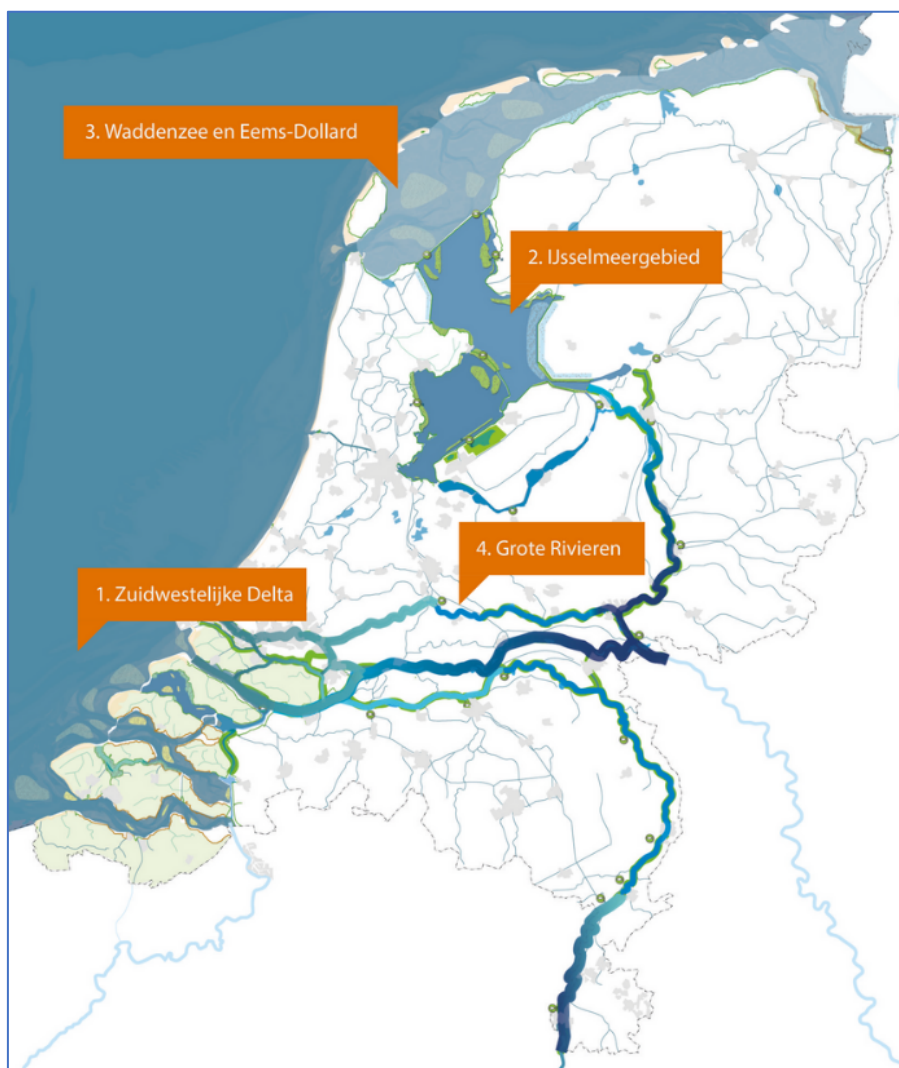 3. Waddenzee en Eems-Dollard
2. IJsselmeergebied
4. Grote Rivieren
1. Zuidwestelijke Delta